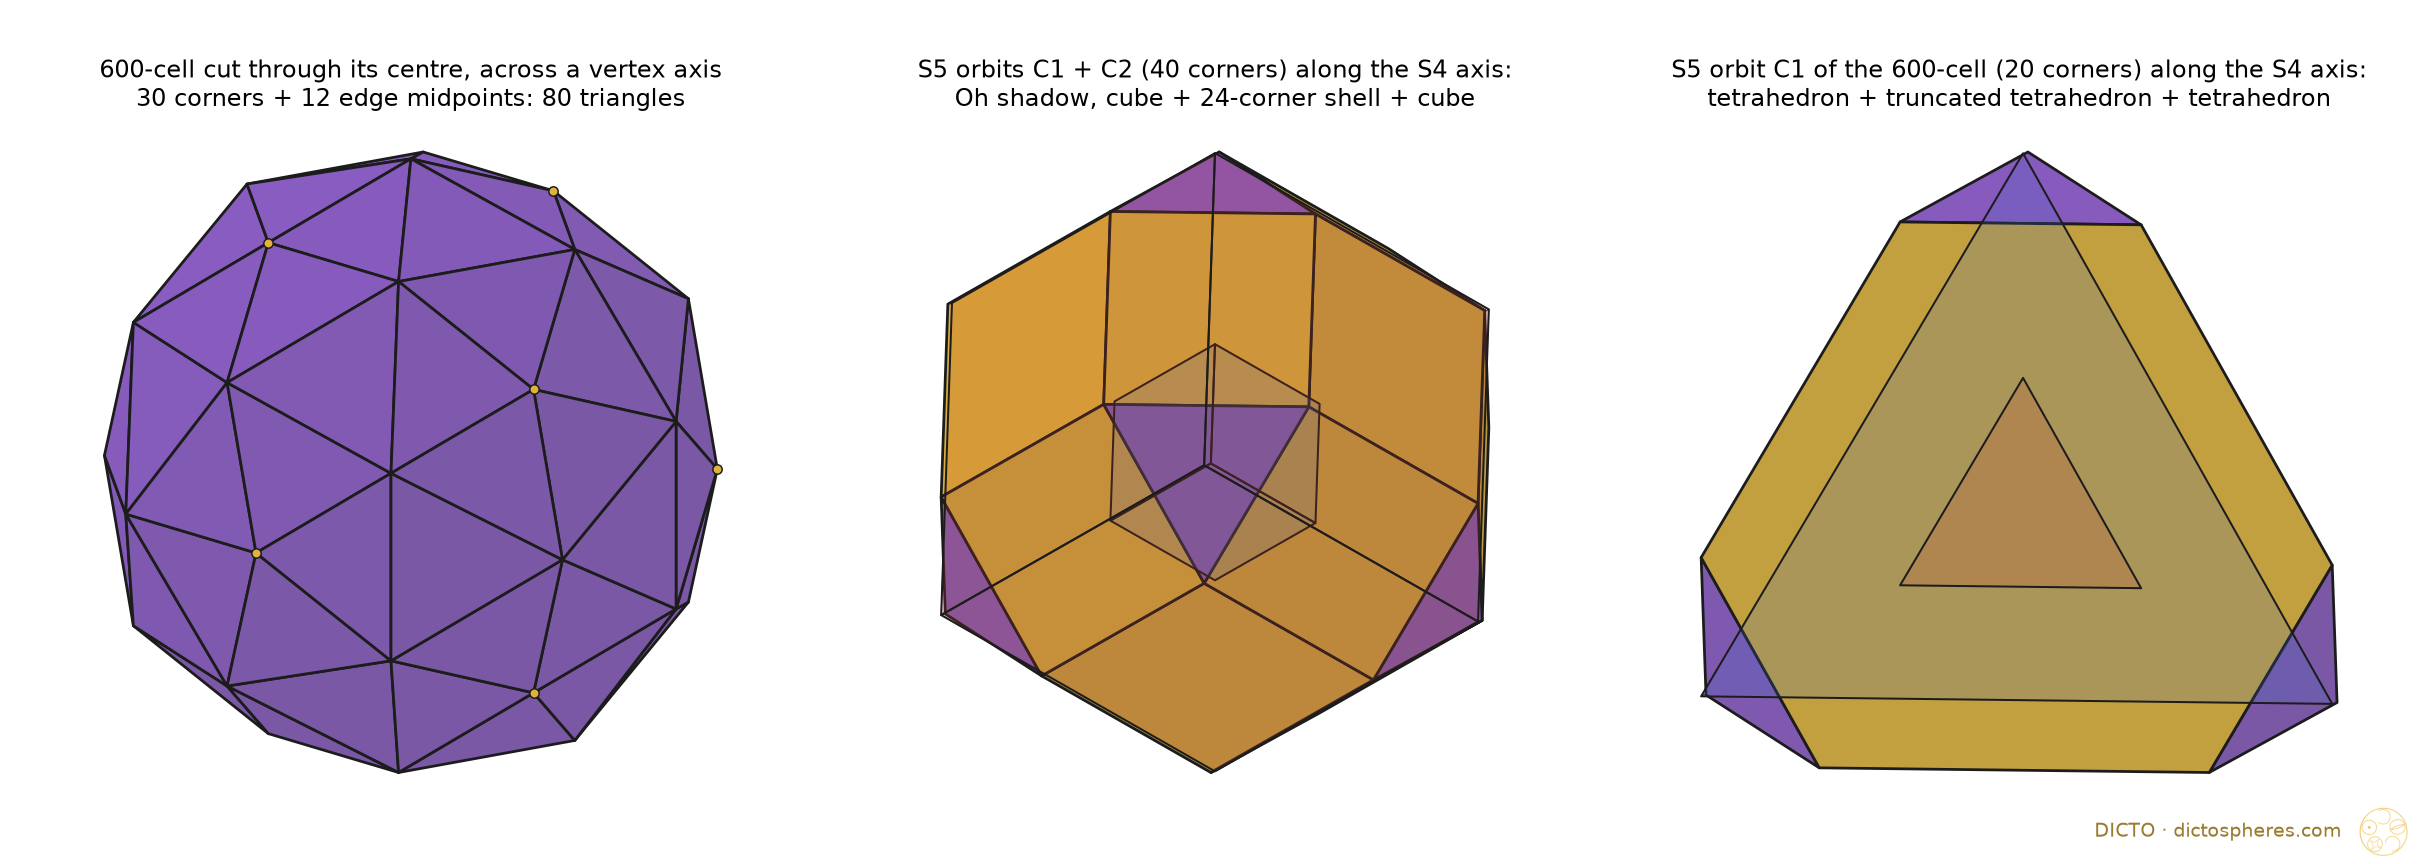 600-cell cut through its centre, across a vertex axis
30 corners + 12 edge midpoints: 80 triangles
S5 orbits C1 + C2 (40 corners) along the S4 axis:
Oh shadow, cube + 24-corner shell + cube
S5 orbit C1 of the 600-cell (20 corners) along the S4 axis:
tetrahedron + truncated tetrahedron + tetrahedron
DICTO · dictospheres.com